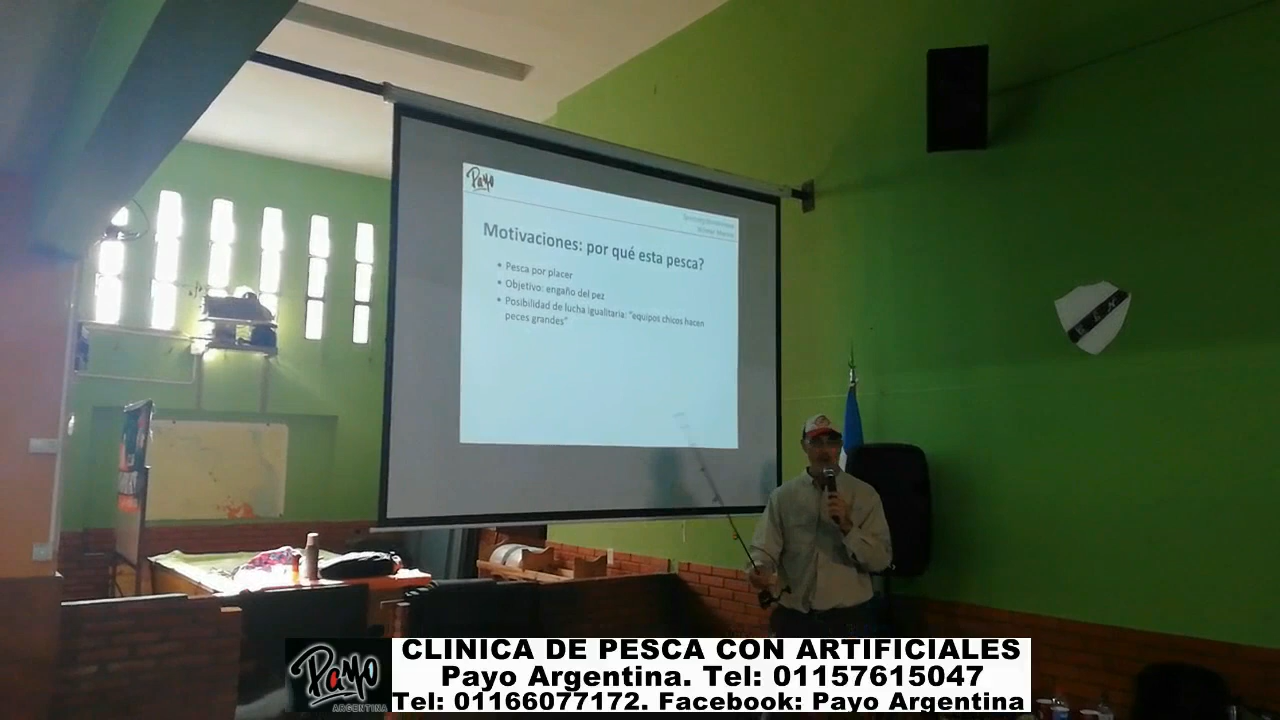 Payo
Motivaciones: por qué esta pesca?
• Pesca por placer
• Objetivo: engaño del pez
• Posibilidad de lucha igualitaria: "equipos chicos hacen
peces grandes"
CLINICA DE PESCA CON ARTIFICIALES
Payo Argentina. Tel: 01157615047
Tel: 01166077172. Facebook: Payo Argentina
Payo
ARGENTINA